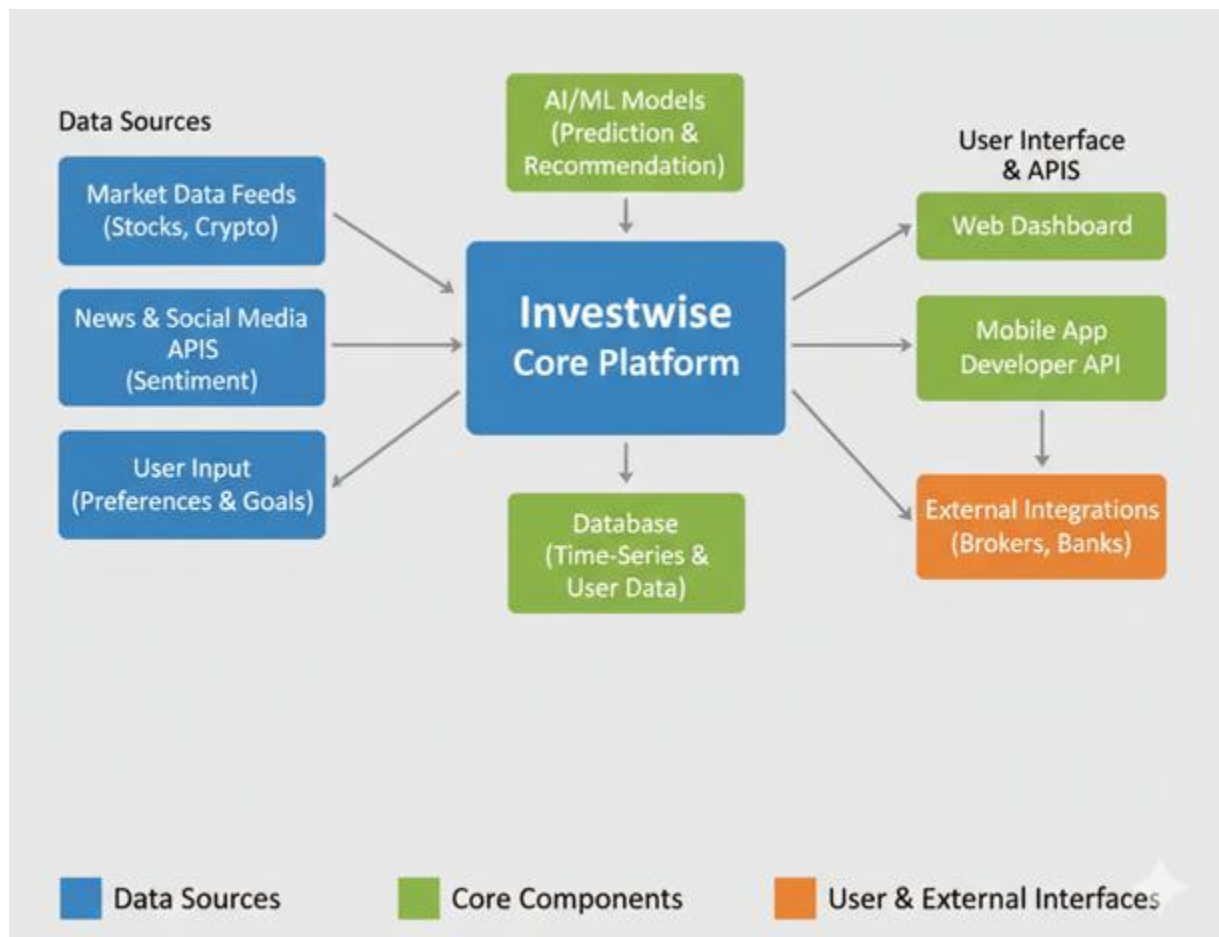 Data Sources
Market Data Feeds
(Stocks, Crypto)
News & Social Media
APIS
(Sentiment)
User Input
(Preferences & Goals)
AI/ML Models
(Prediction &
Recommendation)
Investwise
Core Platform
Database
(Time-Series &
User Data)
User Interface
& APIS
Web Dashboard
Mobile App
Developer API
External Integrations
(Brokers, Banks)
Data Sources
Core Components
User & External Interfaces